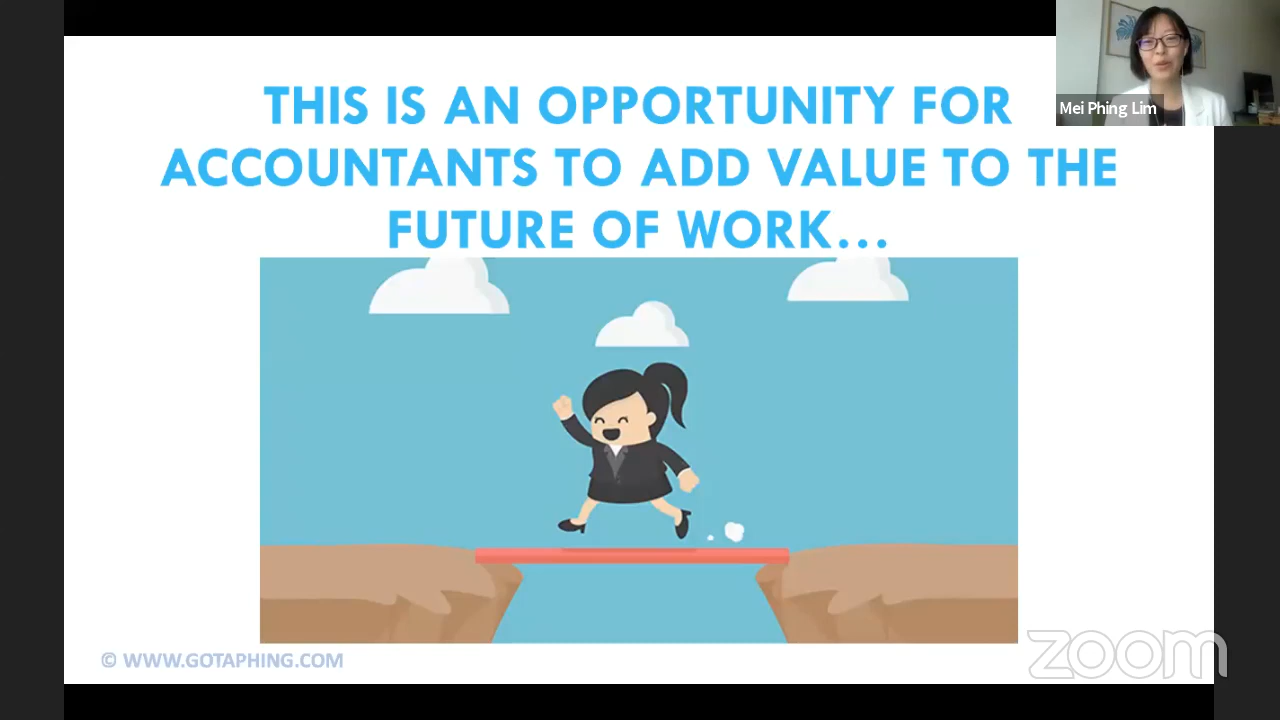 THIS IS AN OPPORTUNITY FOR
ACCOUNTANTS TO ADD VALUE TO THE
FUTURE OF WORK...
Mei Phing Lim
© WWW.GOTAPHING.COM
zoom